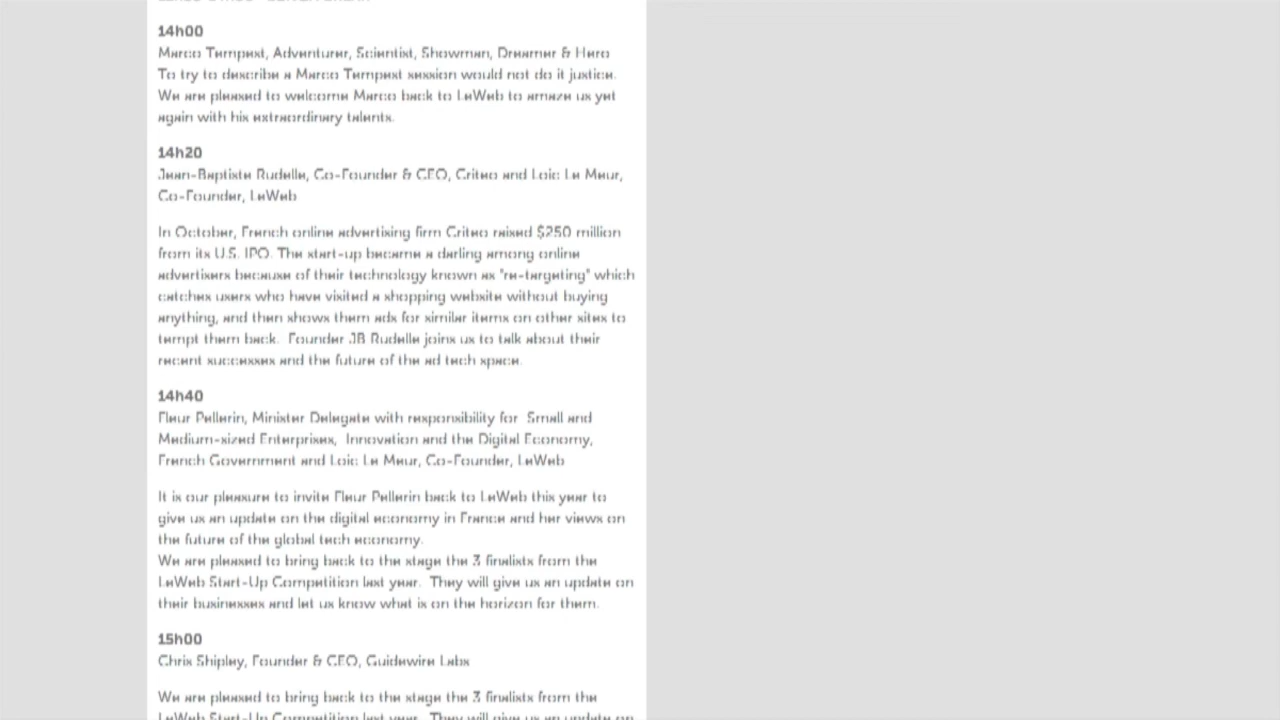 14h00
Marco Tempest, Adventurer, Scientist, Showman, Dreamer & Hero
To try to describe a Marco Tempest session would not do it justice.
We are pleased to welcome Marco back to LeWeb to amaze us yet
again with his extraordinary talents.
14h20
Jean-Baptiste Rudelle, Co-Founder & CEO, Criteo and Loic Le Meur,
Co-Founder, LeWeb
In October, French online advertising firm Criteo raised $250 million
from its U.S. IPO. The start-up became a darling among online
advertisers because of their technology known as "re-targeting" which
catches users who have visited a shopping website without buying
anything, and then shows them ads for similar items on other sites to
tempt them back.  Founder JB Rudelle joins us to talk about their
recent successes and the future of the ad tech space.
14h40
Fleur Pellerin, Minister Delegate with responsibility for  Small and
Medium-sized Enterprises,  Innovation and the Digital Economy,
French Government and Loic Le Meur, Co-Founder, LeWeb
It is our pleasure to invite Fleur Pellerin back to LeWeb this year to
give us an update on the digital economy in France and her views on
the future of the global tech economy.
We are pleased to bring back to the stage the 3 finalists from the
LeWeb Start-Up Competition last year.  They will give us an update on
their businesses and let us know what is on the horizon for them.
15h00
Chris Shipley, Founder & CEO, Guidewire Labs
We are pleased to bring back to the stage the 3 finalists from the
LeWeb Start-Up Competition last year.  They will give us an update on